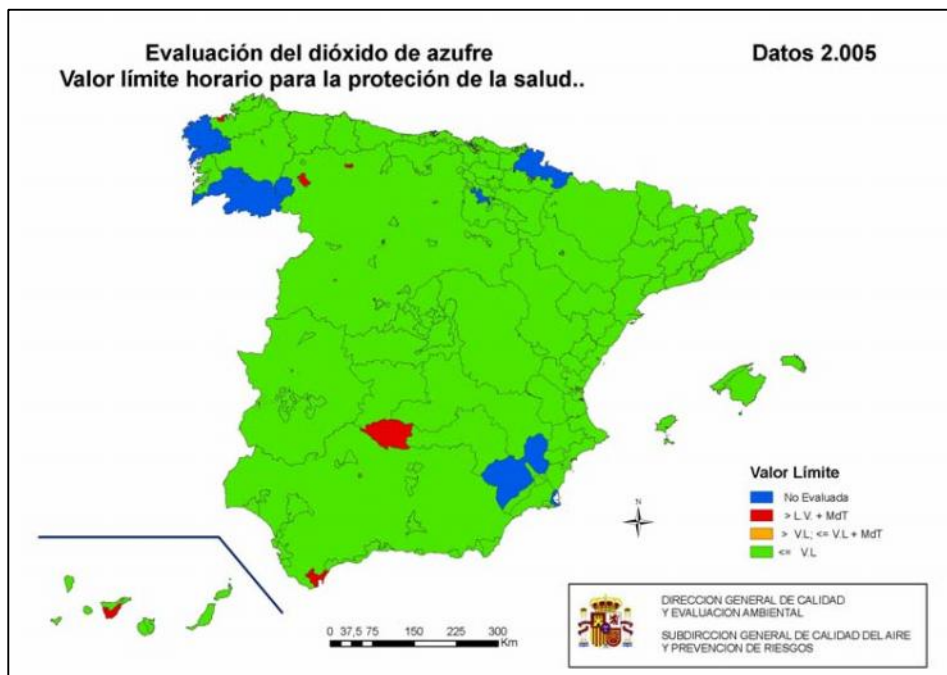 Evaluación del dióxido de azufre
Valor límite horario para la proteción de la salud..
Datos 2.005
Valor Límite
No Evaluada
> L.V. + MdT
> V.L; <= V.L + MdT
<= V.L
N
0 37,5 75 150 225 300
Km
DIRECCION GENERAL DE CALIDAD
Y EVALUACION AMBIENTAL
SUBDIRCCION GENERAL DE CALIDAD DEL AIRE
Y PREVENCION DE RIESGOS